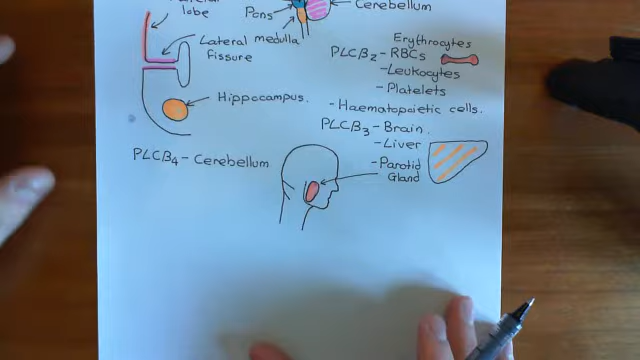 lobe
Pons
Cerebellum
Lateral medulla
fissure
Hippocampus.
Erythrocytes
PLCβ2 - RBCs
- Leukocytes
- Platelets
- Haematopoietic cells.
PLCβ3 - Brain.
- Liver
- Parotid
Gland
PLCβ4 - Cerebellum